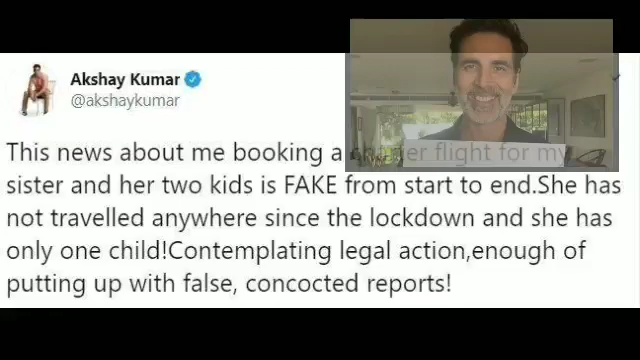 Akshay Kumar
@akshaykumar
This news about me booking a charter flight for my
sister and her two kids is FAKE from start to end.She has
not travelled anywhere since the lockdown and she has
only one child!Contemplating legal action,enough of
putting up with false, concocted reports!